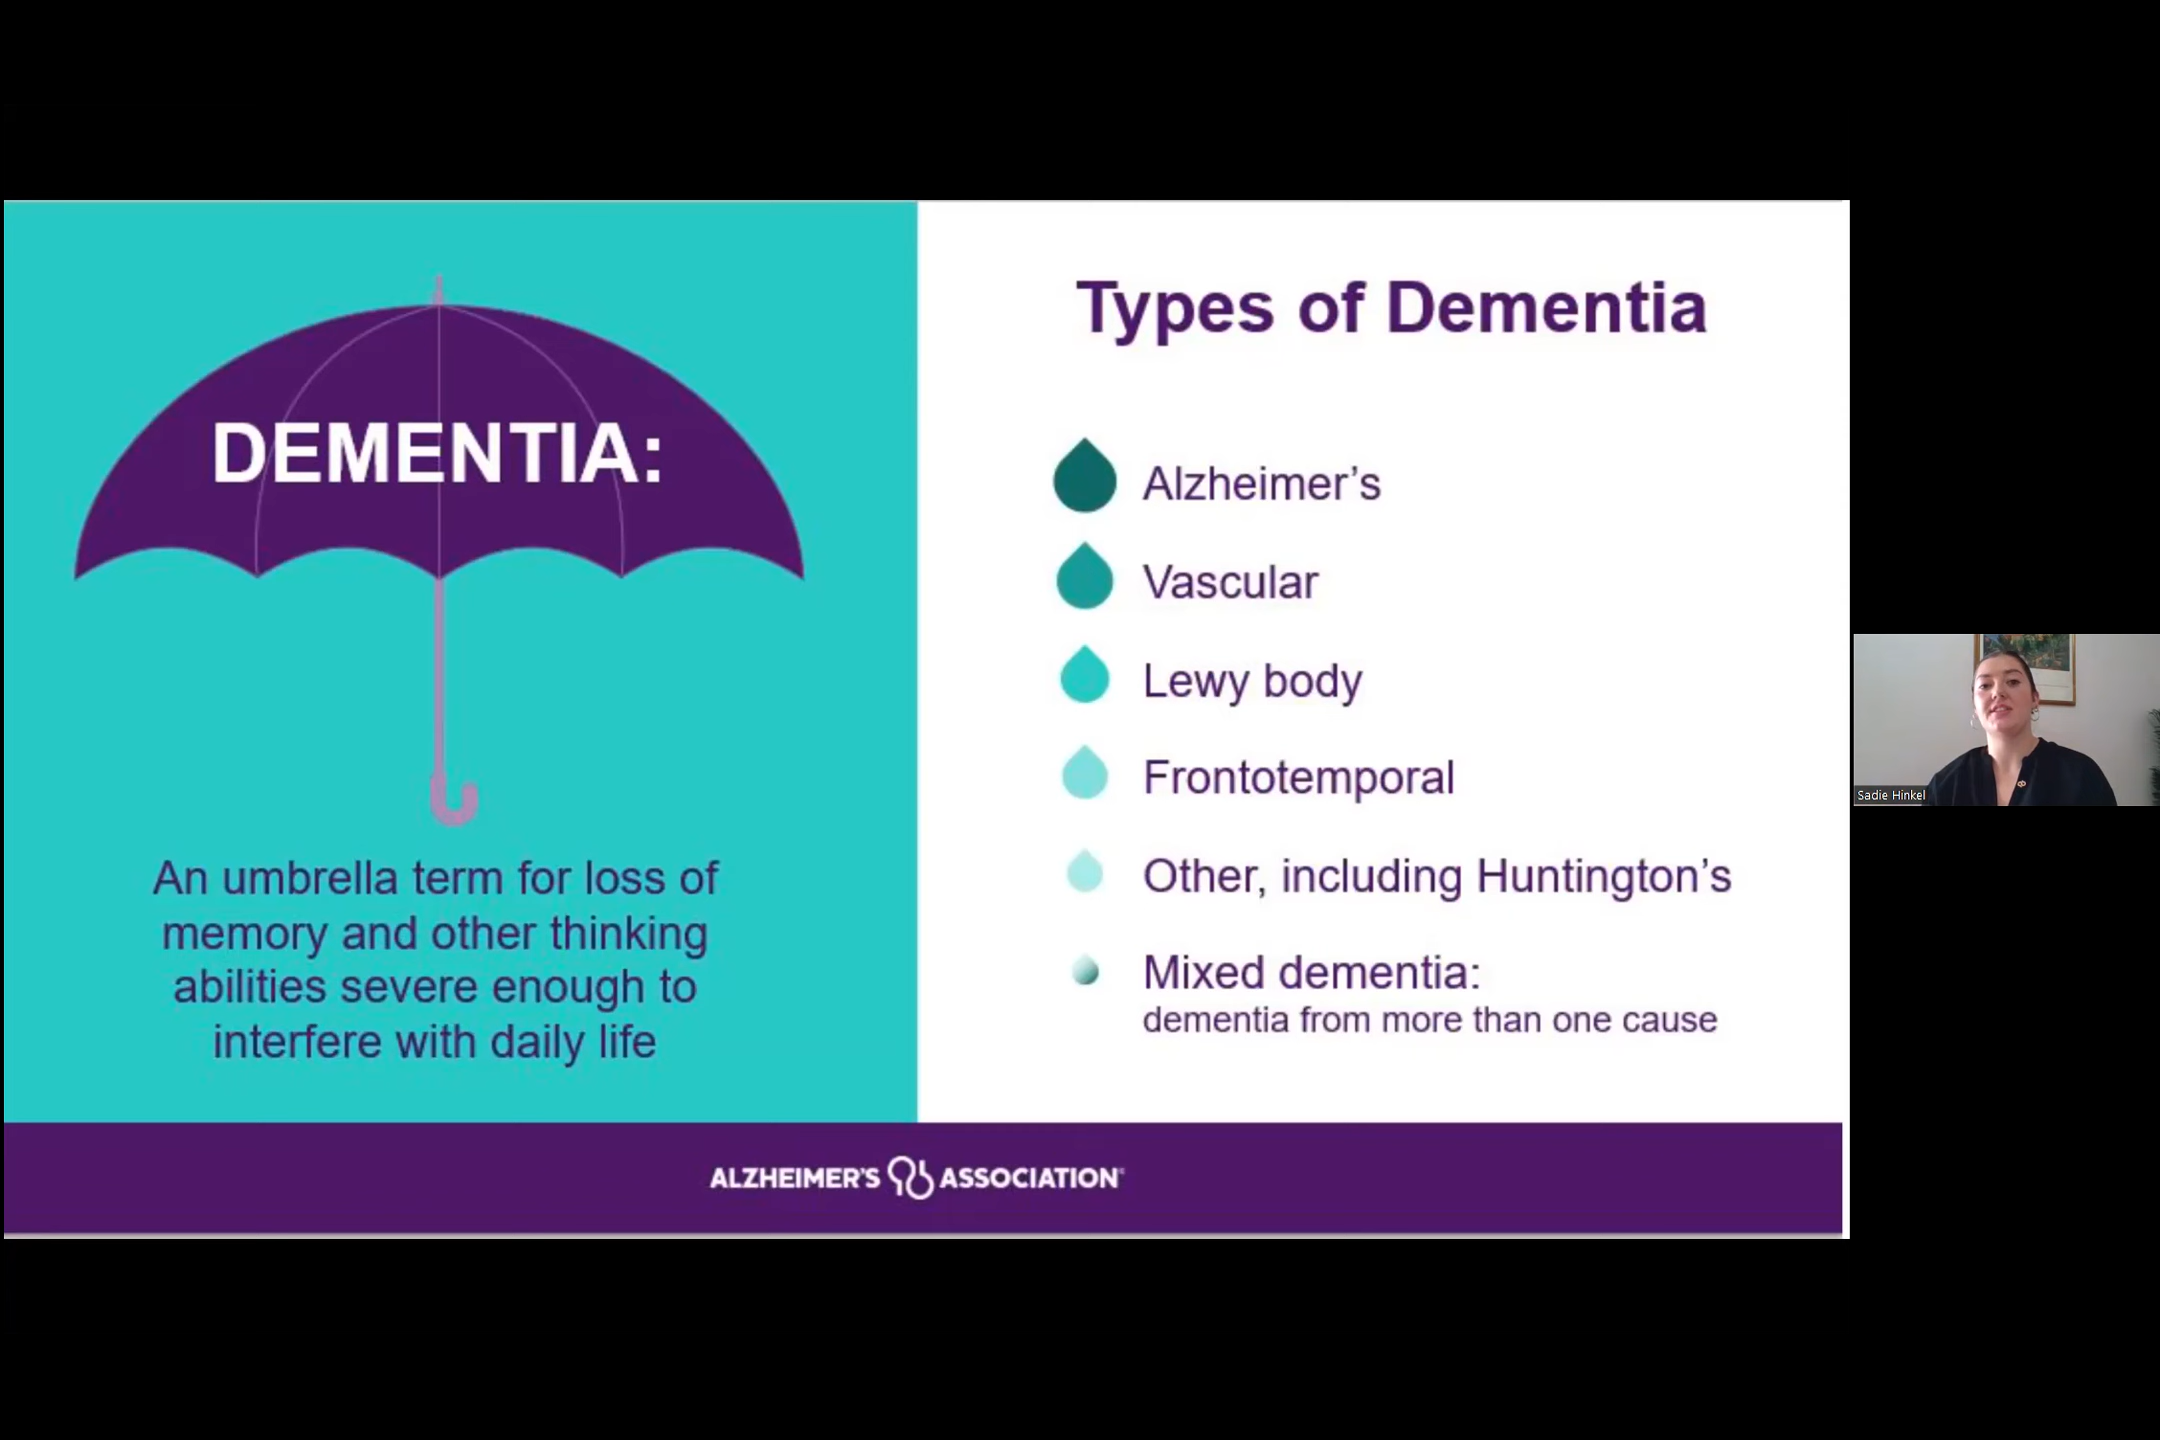 DEMENTIA:
An umbrella term for loss of
memory and other thinking
abilities severe enough to
interfere with daily life
Types of Dementia
Alzheimer’s
Vascular
Lewy body
Frontotemporal
Other, including Huntington’s
Mixed dementia:
dementia from more than one cause
ALZHEIMER'S ASSOCIATION®
Sadie Hinkel